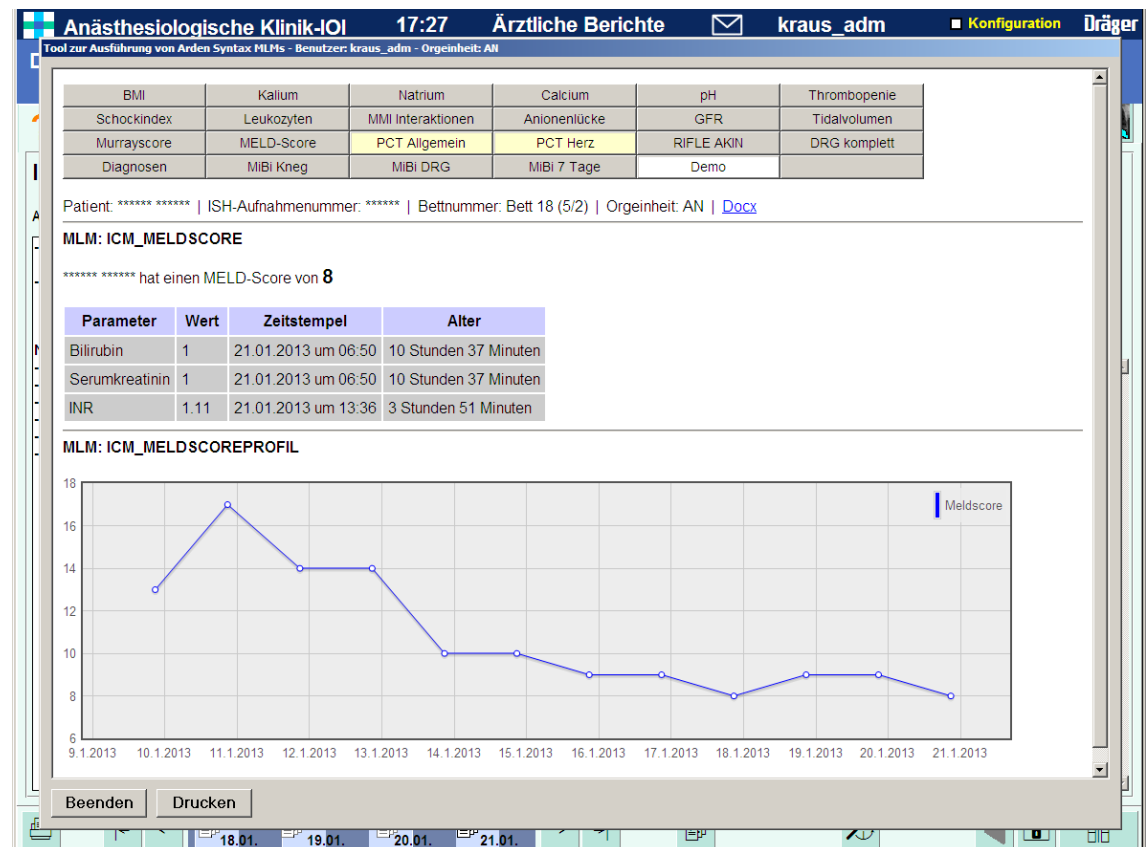 Anästhesiologische Klinik-IOI 17:27 Ärztliche Berichte kraus_adm Konfiguration Dräger
Tool zur Ausführung von Arden Syntax MLMs - Benutzer: kraus_adm - Orgeinheit: AN
BMI Kalium Natrium Calcium pH Thrombopenie
Schockindex Leukozyten MMI Interaktionen Anionenlücke GFR Tidalvolumen
Murrayscore MELD-Score PCT Allgemein PCT Herz RIFLE AKIN DRG komplett
Diagnosen MiBi Kneg MiBi DRG MiBi 7 Tage Demo
Patient: ****** ****** | ISH-Aufnahmenummer: ****** | Bettnummer: Bett 18 (5/2) | Orgeinheit: AN | Docx
MLM: ICM_MELDSCORE
****** ****** hat einen MELD-Score von 8
Parameter Wert Zeitstempel Alter
Bilirubin 1 21.01.2013 um 06:50 10 Stunden 37 Minuten
Serumkreatinin 1 21.01.2013 um 06:50 10 Stunden 37 Minuten
INR 1.11 21.01.2013 um 13:36 3 Stunden 51 Minuten
MLM: ICM_MELDSCOREPROFIL
18
Meldscore
16
14
12
10
8
6
9.1.2013 10.1.2013 11.1.2013 12.1.2013 13.1.2013 14.1.2013 15.1.2013 16.1.2013 17.1.2013 18.1.2013 19.1.2013 20.1.2013 21.1.2013
Beenden Drucken
18.01. 19.01. 20.01. 21.01.